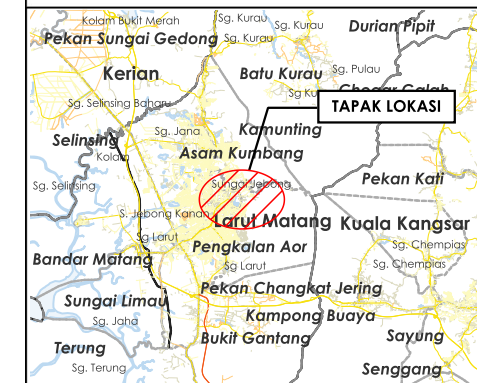 Kolam Bukit Merah
Sg. Kurau
Sg. Kurau
Durian Pipit
Pekan Sungai Gedong
Sg. Kurau
Kerian
Batu Kurau
Sg. Pulau
Sg. Selinsing Baharu
TAPAK LOKASI
Sg. Jana
Kamunting
Selinsing
Kolam
Asam Kumbang
Pekan Kati
Sg. Selinsing
Sungai Jebong
S. Jebong Kanan
Larut Matang
Kuala Kangsar
Sg Larut
Pengkalan Aor
Sg. Chempias
Bandar Matang
Sg Larut
Sg. Chempias
Pekan Changkat Jering
Sungai Limau
Kampong Buaya
Sg. Jaha
Bukit Gantang
Sayung
Terung
Sg. Terung
Senggang